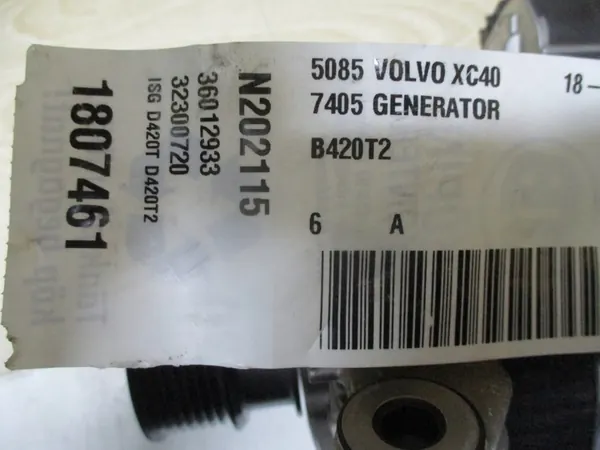 5085 VOLVO XC40 18-
7405 GENERATOR
B420T2
6 A
N202115
36012933
32300720
ISG D420T D420T2
1807461